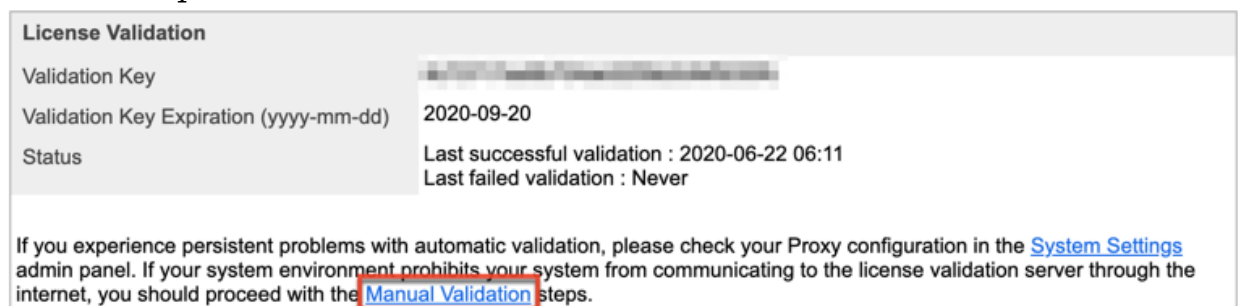 License Validation
Validation Key
Validation Key Expiration (yyyy-mm-dd) 2020-09-20
Status Last successful validation : 2020-06-22 06:11
Last failed validation : Never
If you experience persistent problems with automatic validation, please check your Proxy configuration in the System Settings
admin panel. If your system environment prohibits your system from communicating to the license validation server through the
internet, you should proceed with the Manual Validation steps.